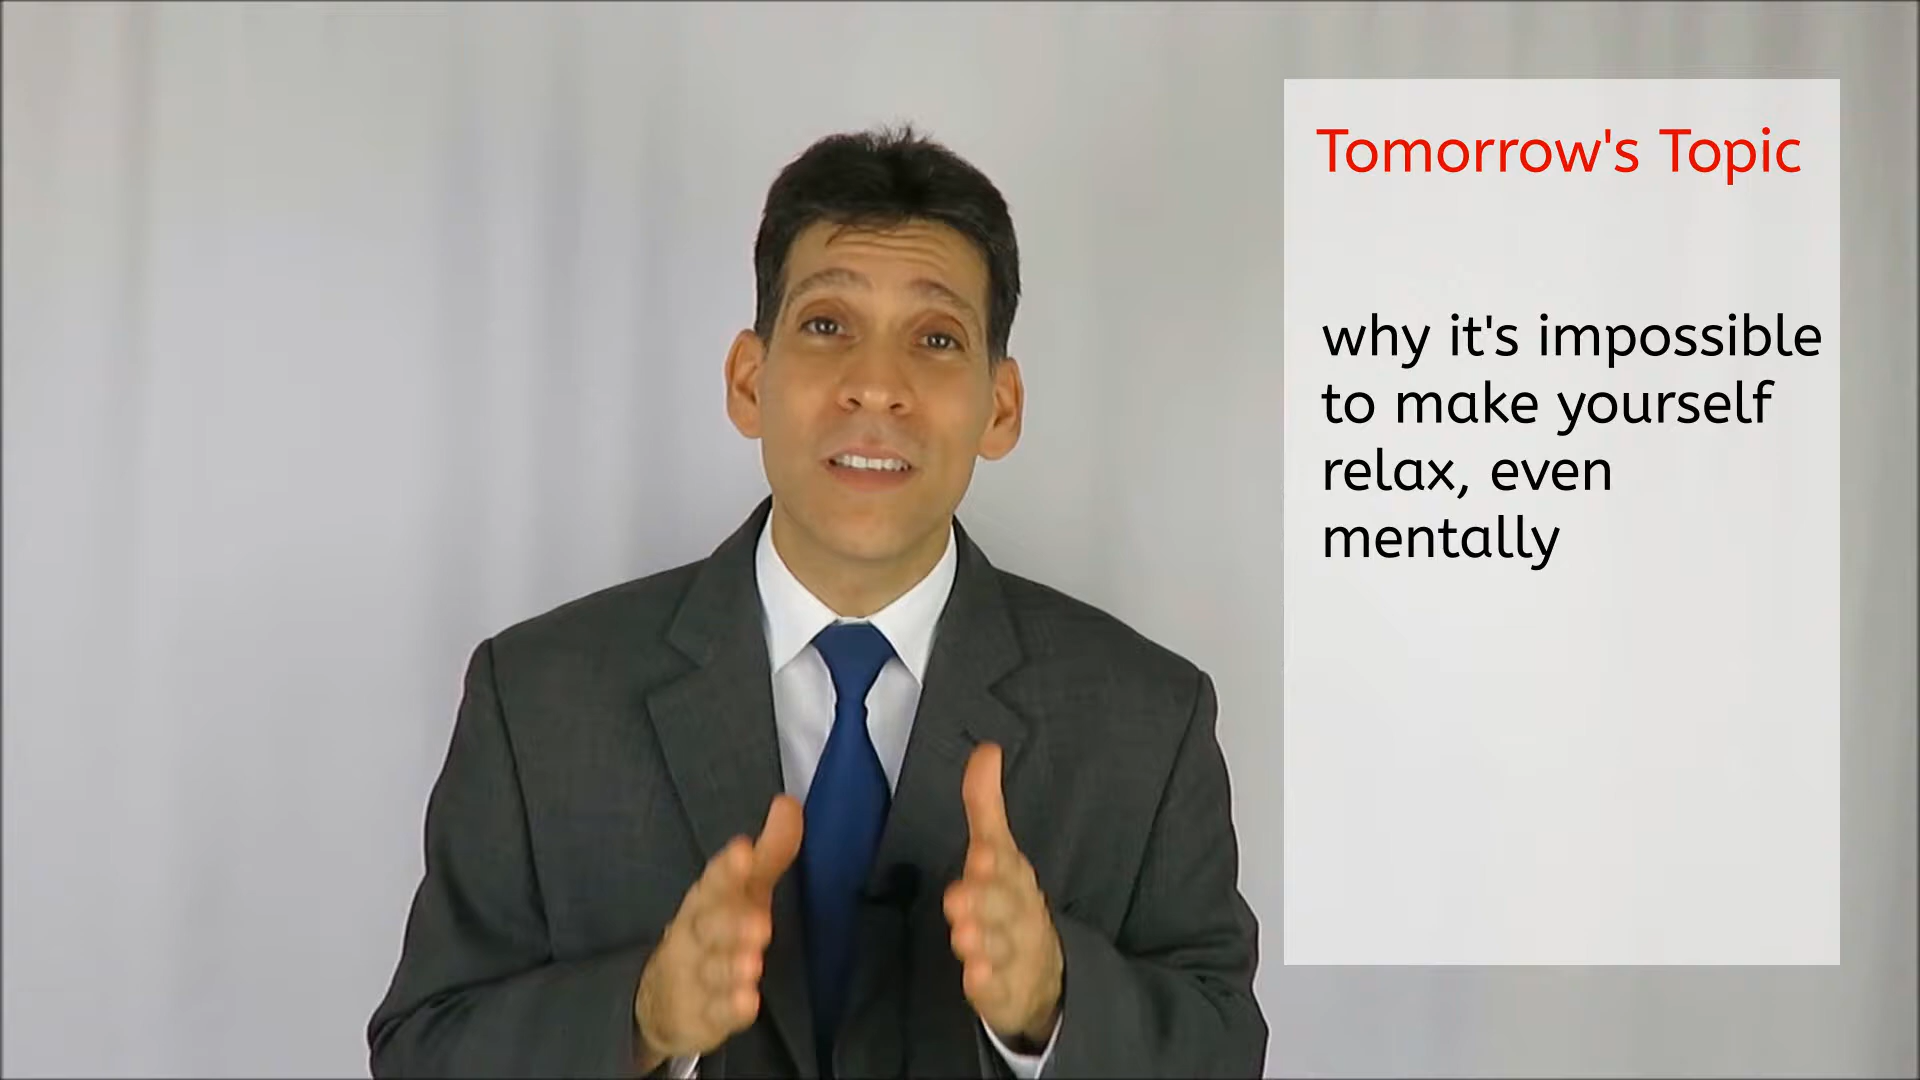 Tomorrow's Topic
why it's impossible
to make yourself
relax, even
mentally